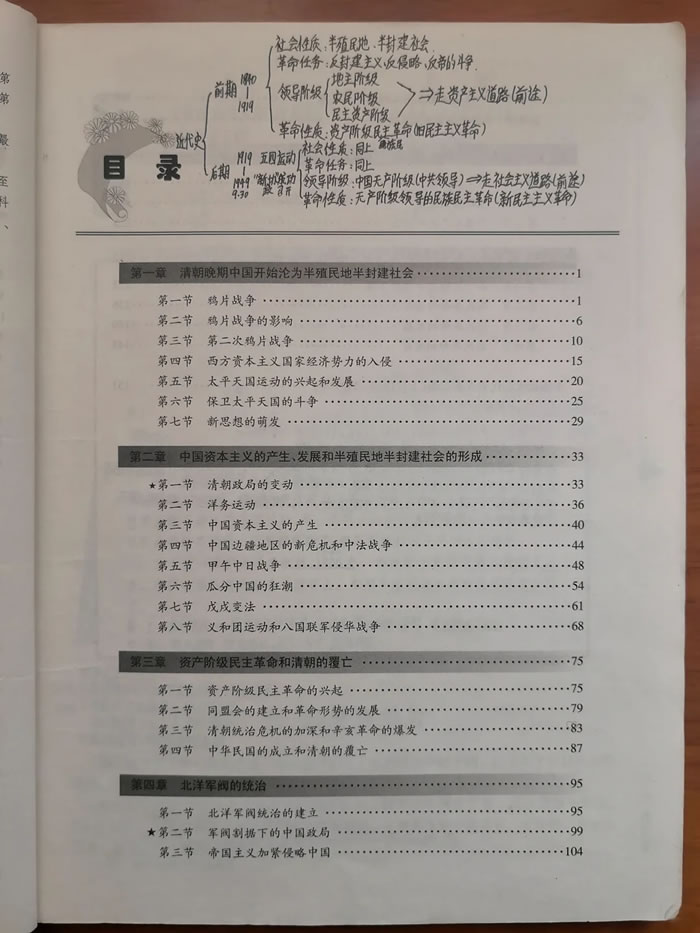 社会性质:半殖民地、半封建社会
革命任务:反封建主义,反侵略,反帝的斗争.
近代史
前期 1840 | 1919
领导阶级
地主阶级
农民阶级
民主资产阶级
⇒走资产主义道路(前途)
革命性质:资产阶级民主革命(旧民主主义革命)
后期 1919 | 1949 9.30
五四运动
社会性质:同上
革命任务:同上
领导阶级:中国无产阶级(中共领导)⇒走社会主义道路(前途)
革命性质:无产阶级领导的民族民主革命(新民主主义革命)
目 录
第一章 清朝晚期中国开始沦为半殖民地半封建社会 1
第一节 鸦片战争 1
第二节 鸦片战争的影响 6
第三节 第二次鸦片战争 10
第四节 西方资本主义国家经济势力的入侵 15
第五节 太平天国运动的兴起和发展 20
第六节 保卫太平天国的斗争 25
第七节 新思想的萌发 29
第二章 中国资本主义的产生、发展和半殖民地半封建社会的形成 33
★第一节 清朝政局的变动 33
第二节 洋务运动 36
第三节 中国资本主义的产生 40
第四节 中国边疆地区的新危机和中法战争 44
第五节 甲午中日战争 48
第六节 瓜分中国的狂潮 54
第七节 戊戌变法 61
第八节 义和团运动和八国联军侵华战争 68
第三章 资产阶级民主革命和清朝的覆亡 75
第一节 资产阶级民主革命的兴起 75
第二节 同盟会的建立和革命形势的发展 79
第三节 清朝统治危机的加深和辛亥革命的爆发 83
第四节 中华民国的成立和清朝的覆亡 87
第四章 北洋军阀的统治 95
第一节 北洋军阀统治的建立 95
★第二节 军阀割据下的中国政局 99
第三节 帝国主义加紧侵略中国 104
第
第
最
至
料